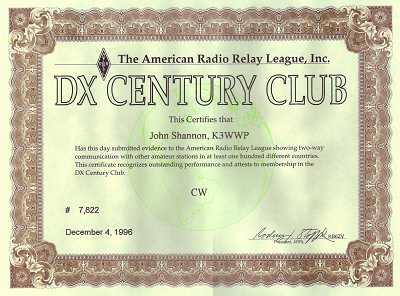 The American Radio Relay League, Inc.
DX CENTURY CLUB
This Certifies that
John Shannon, K3WWP
Has this day submitted evidence to the American Radio Relay League showing two-way
communication with other amateur stations in at least one hundred different countries.
This certificate recognizes outstanding performance and attests to membership in the
DX Century Club.
CW
# 7,822
December 4, 1996
President, ARRL